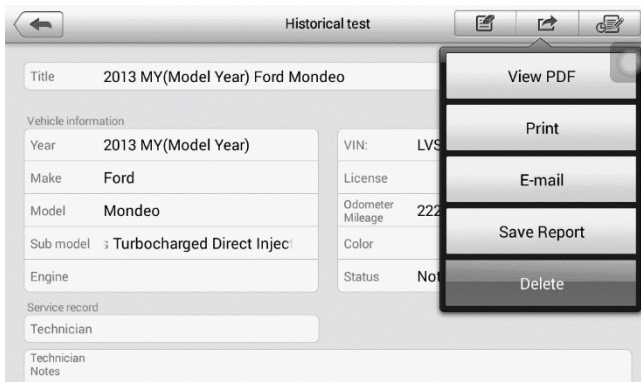 Historical test
View PDF
Print
E-mail
Save Report
Delete
Title 2013 MY(Model Year) Ford Mondeo
Vehicle information
Year 2013 MY(Model Year)
Make Ford
Model Mondeo
Sub model s Turbocharged Direct Injec
Engine
VIN: LVS
License
Odometer
Mileage 222
Color
Status Not
Service record
Technician
Technician
Notes